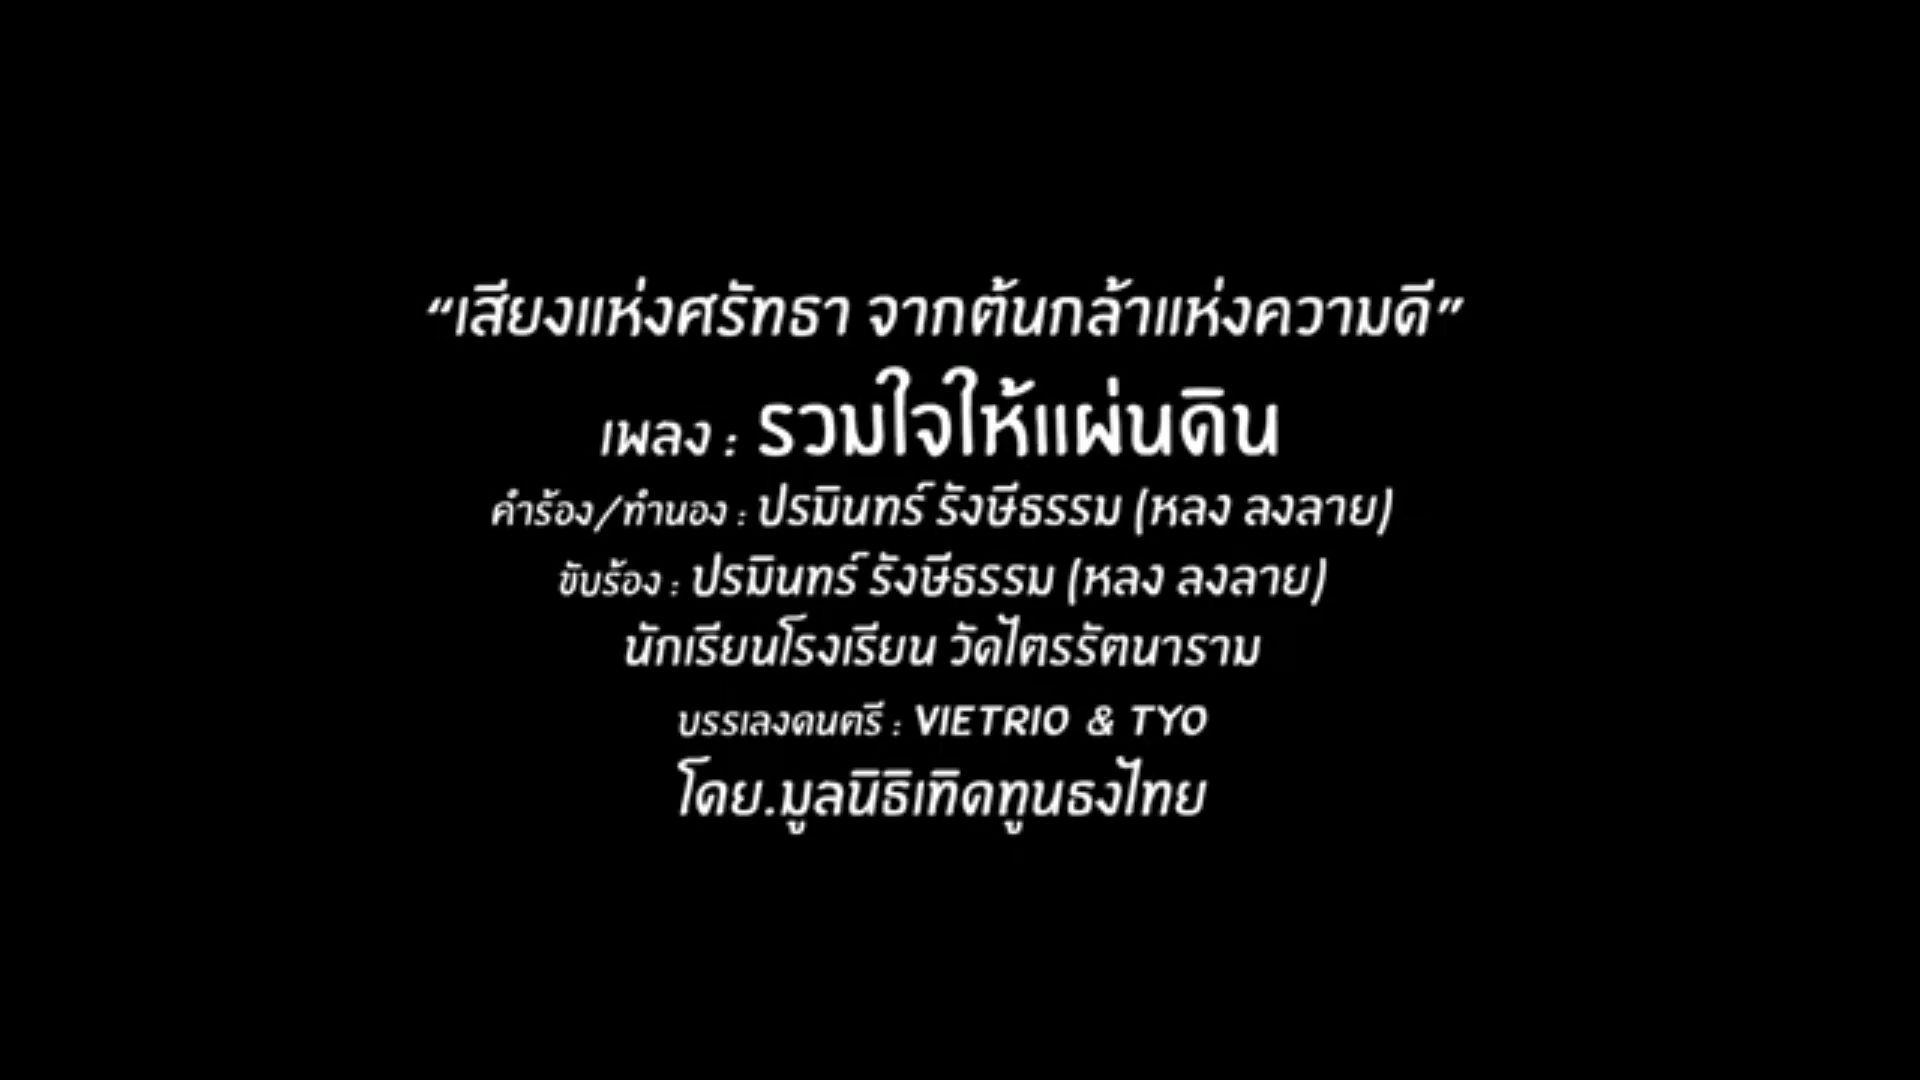 “เสียงแห่งศรัทธา จากต้นกล้าแห่งความดี”
เพลง : รวมใจให้แผ่นดิน
คำร้อง/ทำนอง : ปรมินทร์ รังษีธรรม (หลง ลงลาย)
ขับร้อง : ปรมินทร์ รังษีธรรม (หลง ลงลาย)
นักเรียนโรงเรียน วัดไตรรัตนาราม
บรรเลงดนตรี : VIETRIO & TYO
โดย.มูลนิธิเทิดทูนธงไทย